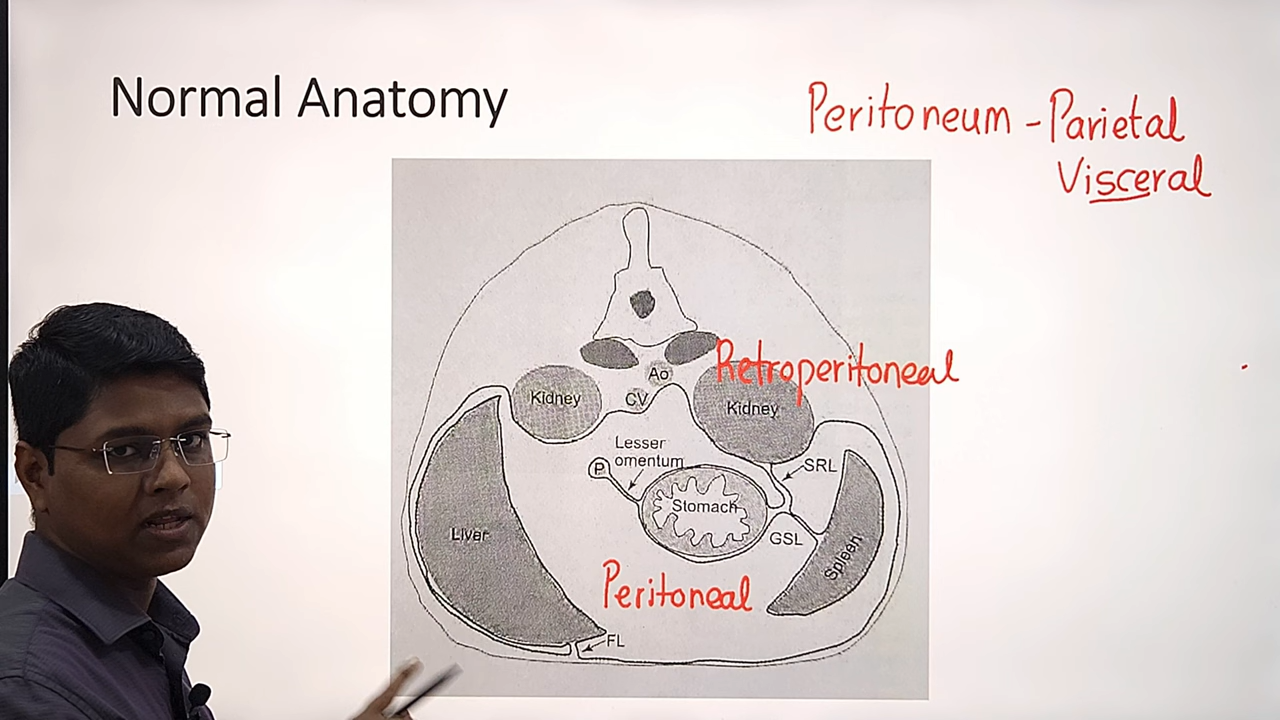 Normal Anatomy
Peritoneum - Parietal
Visceral
Ao
Retroperitoneal
Kidney
CV
Kidney
Lesser
omentum
P
SRL
Stomach
Liver
GSL
Spleen
Peritoneal
FL